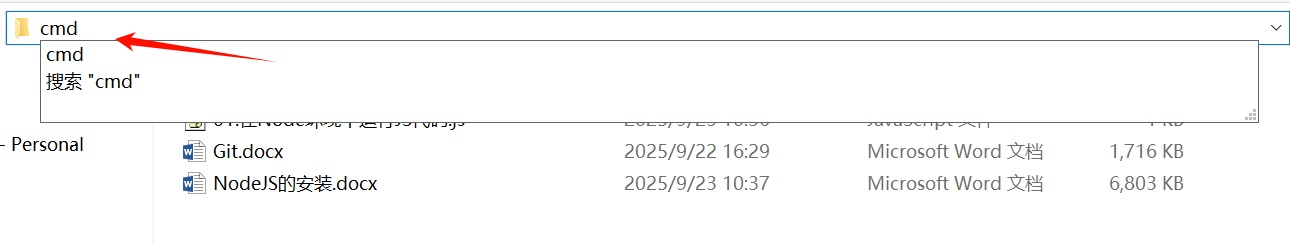 cmd
cmd
搜索 "cmd"
- Personal
Git.docx 2025/9/22 16:29 Microsoft Word 文档 1,716 KB
NodeJS的安装.docx 2025/9/23 10:37 Microsoft Word 文档 6,803 KB